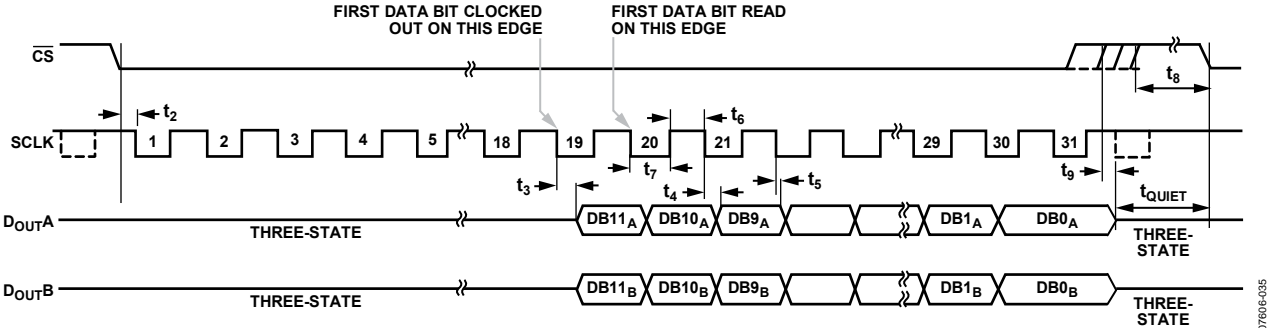 FIRST DATA BIT CLOCKED
OUT ON THIS EDGE
FIRST DATA BIT READ
ON THIS EDGE
CS
t8
t2
t6
SCLK
1 2 3 4 5 18 19 20 21 29 30 31
t3
t7
t4
t5
t9
tQUIET
DOUTA
THREE-STATE
DB11A DB10A DB9A DB1A DB0A
THREE-
STATE
DOUTB
THREE-STATE
DB11B DB10B DB9B DB1B DB0B
THREE-
STATE